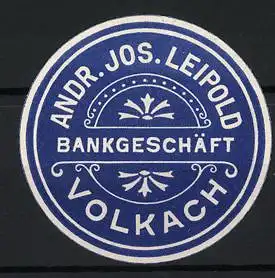 ANDR. JOS. LEIPOLD
BANKGESCHÄFT
VOLKACH